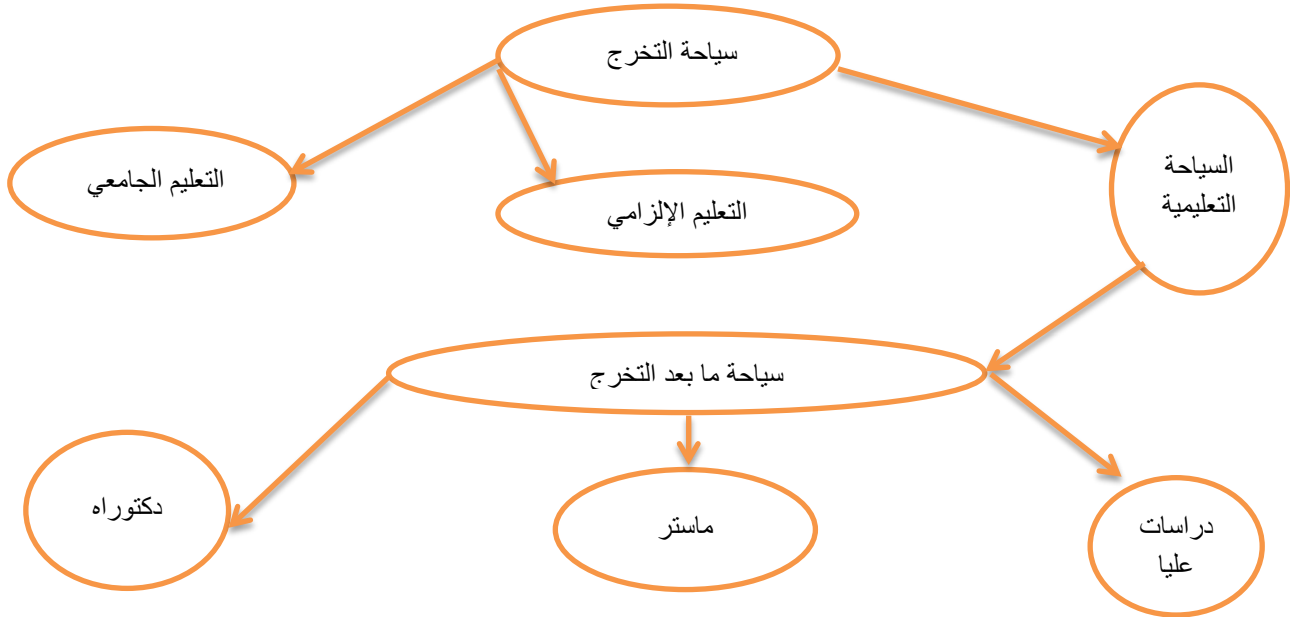 سياحة التخرج
السياحة
التعليمية
التعليم الإلزامي
التعليم الجامعي
سياحة ما بعد التخرج
دراسات
عليا
ماستر
دكتوراه